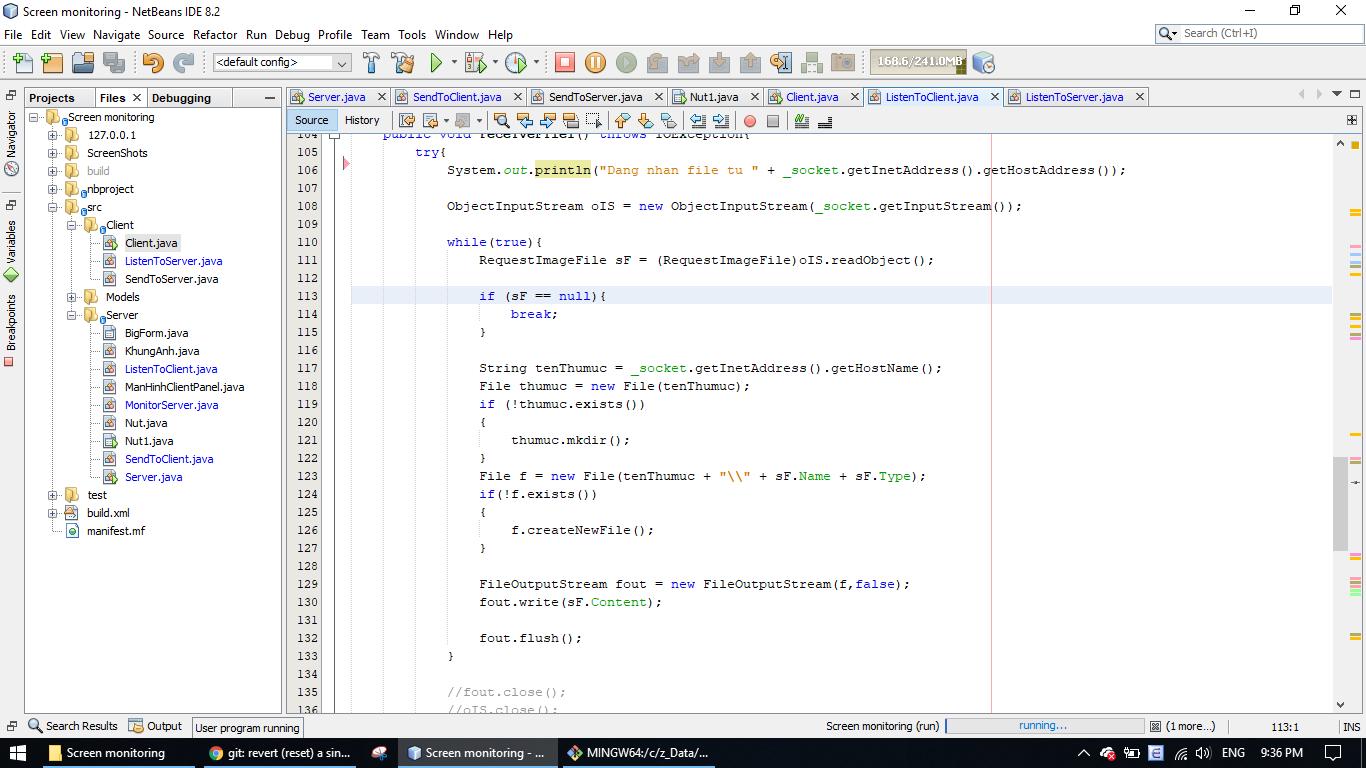 Screen monitoring - NetBeans IDE 8.2
File Edit View Navigate Source Refactor Run Debug Profile Team Tools Window Help
Search (Ctrl+I)
<default config>
168.6/241.0MB
Projects Files Debugging
Server.java SendToClient.java SendToServer.java Nut1.java Client.java ListenToClient.java ListenToServer.java
Source History
Navigator
Variables
Breakpoints
Screen monitoring
127.0.0.1
ScreenShots
build
nbproject
src
Client
Client.java
ListenToServer.java
SendToServer.java
Models
Server
BigForm.java
KhungAnh.java
ListenToClient.java
ManHinhClientPanel.java
MonitorServer.java
Nut.java
Nut1.java
SendToClient.java
Server.java
test
build.xml
manifest.mf
104 public void receiveFile() throws IOException{
105 try{
106 System.out.println("Dang nhan file tu " + _socket.getInetAddress().getHostAddress());
107
108 ObjectInputStream oIS = new ObjectInputStream(_socket.getInputStream());
109
110 while(true){
111 RequestImageFile sF = (RequestImageFile)oIS.readObject();
112
113 if (sF == null){
114 break;
115 }
116
117 String tenThumuc = _socket.getInetAddress().getHostName();
118 File thumuc = new File(tenThumuc);
119 if (!thumuc.exists())
120 {
121 thumuc.mkdir();
122 }
123 File f = new File(tenThumuc + "\\" + sF.Name + sF.Type);
124 if(!f.exists())
125 {
126 f.createNewFile();
127 }
128
129 FileOutputStream fout = new FileOutputStream(f,false);
130 fout.write(sF.Content);
131
132 fout.flush();
133 }
134
135 //fout.close();
136 //oIS.close();
Search Results Output User program running Screen monitoring (run) running... (1 more...) 113:1 INS
Screen monitoring git: revert (reset) a sin... Screen monitoring - ... MINGW64:/c/z_Data/... ENG 9:36 PM